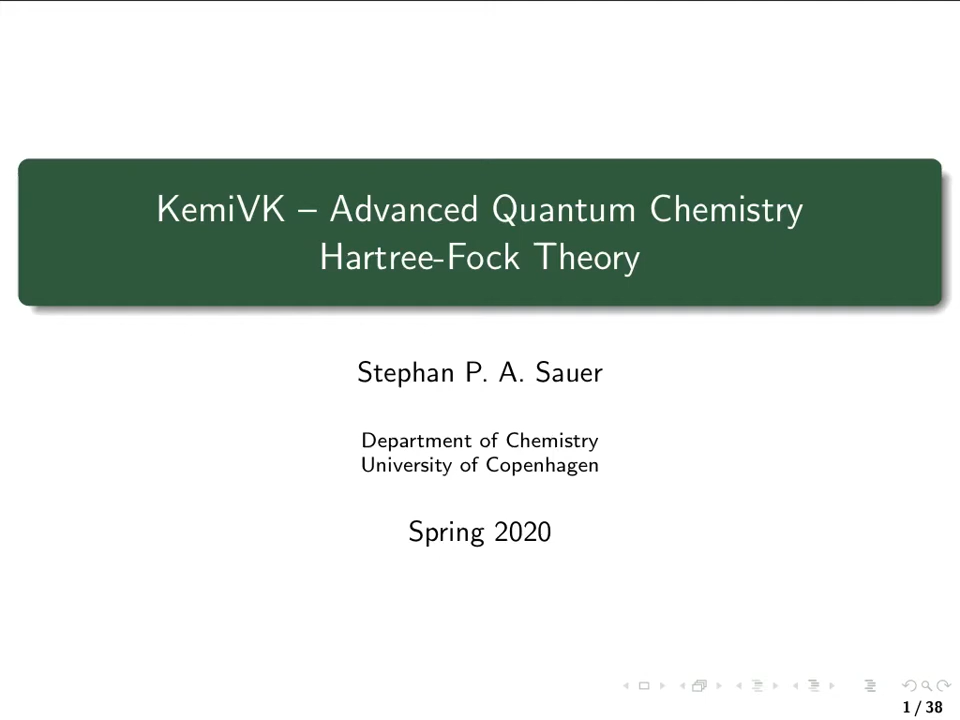 KemiVK – Advanced Quantum Chemistry
Hartree-Fock Theory
Stephan P. A. Sauer
Department of Chemistry
University of Copenhagen
Spring 2020
1 / 38